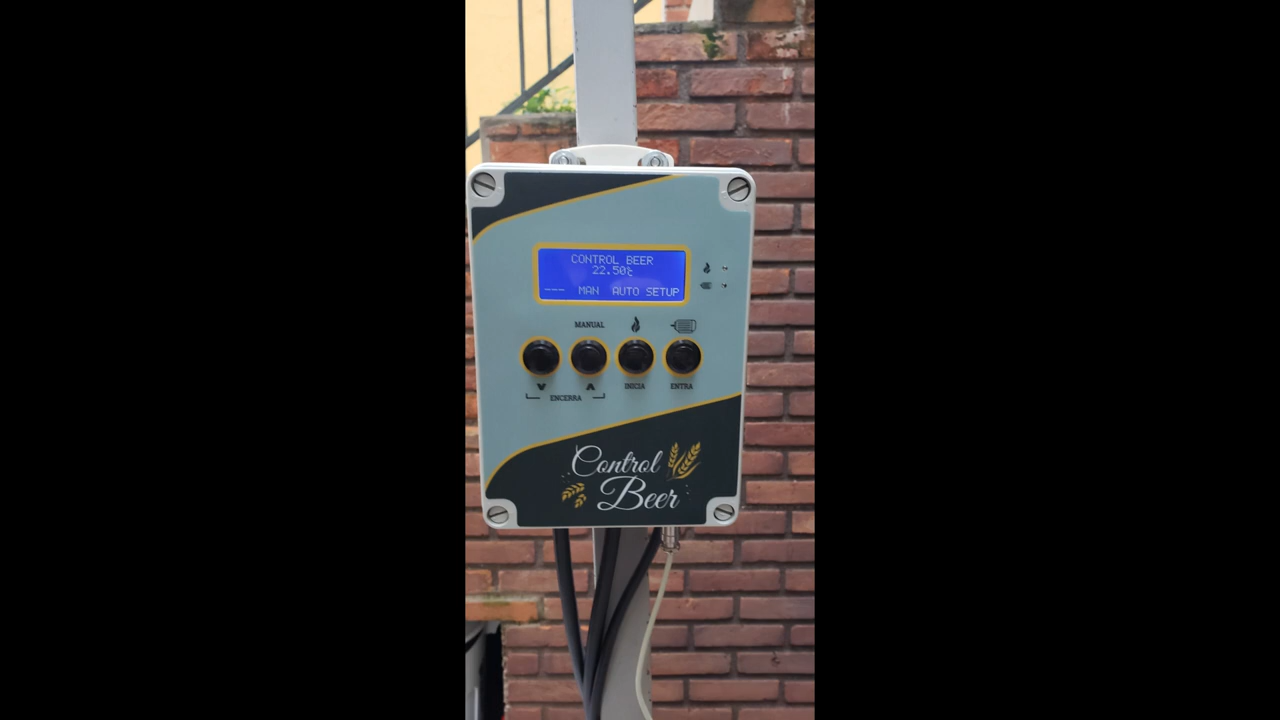 CONTROL BEER
22.50°C
---- MAN AUTO SETUP
MANUAL
INICIA ENTRA
ENCERRA
Control
Beer